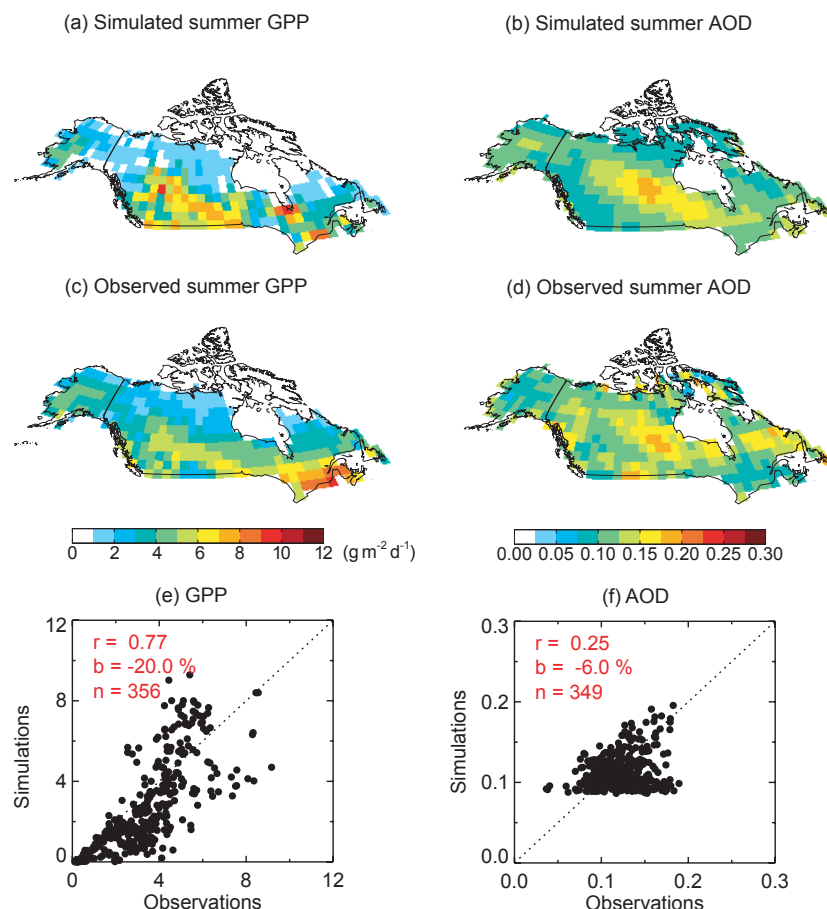 (a) Simulated summer GPP
(b) Simulated summer AOD
(c) Observed summer GPP
(d) Observed summer AOD
0 2 4 6 8 10 12 (g m⁻² d⁻¹)
0.00 0.05 0.10 0.15 0.20 0.25 0.30
(e) GPP
12
8
4
0
Simulations
r = 0.77
b = -20.0 %
n = 356
0 4 8 12
Observations
(f) AOD
0.3
0.2
0.1
0.0
Simulations
r = 0.25
b = -6.0 %
n = 349
0.0 0.1 0.2 0.3
Observations